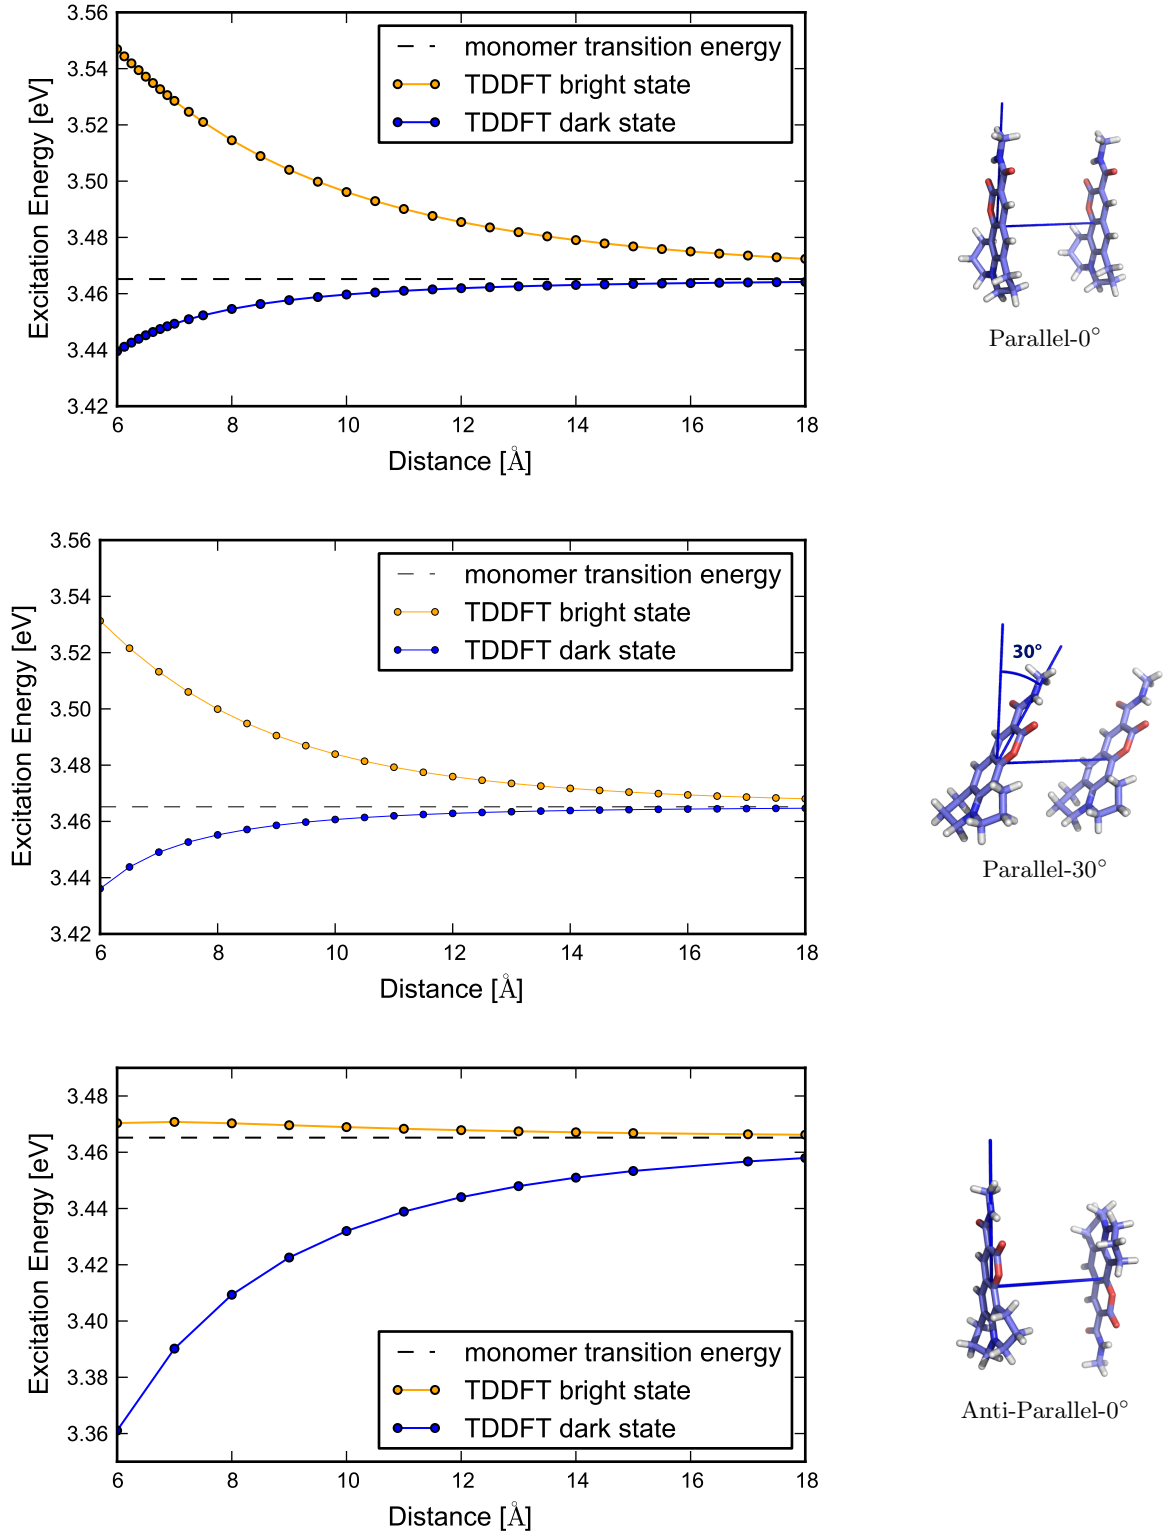 3.56
3.54
3.52
3.50
3.48
3.46
3.44
3.42
Excitation Energy [eV]
monomer transition energy
TDDFT bright state
TDDFT dark state
6 8 10 12 14 16 18
Distance [Å]
Parallel-0°
3.56
3.54
3.52
3.50
3.48
3.46
3.44
3.42
Excitation Energy [eV]
monomer transition energy
TDDFT bright state
TDDFT dark state
6 8 10 12 14 16 18
Distance [Å]
30°
Parallel-30°
3.48
3.46
3.44
3.42
3.40
3.38
3.36
Excitation Energy [eV]
monomer transition energy
TDDFT bright state
TDDFT dark state
6 8 10 12 14 16 18
Distance [Å]
Anti-Parallel-0°